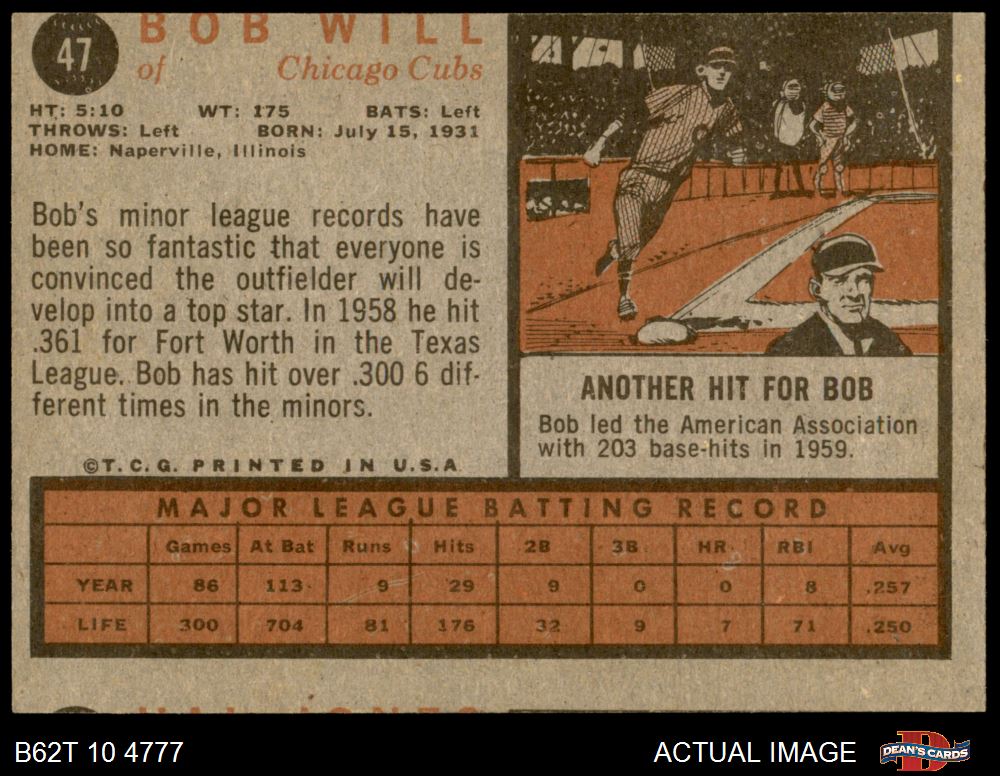 47
BOB WILL
of Chicago Cubs
HT: 5:10 WT: 175 BATS: Left
THROWS: Left BORN: July 15, 1931
HOME: Naperville, Illinois
Bob's minor league records have
been so fantastic that everyone is
convinced the outfielder will de-
velop into a top star. In 1958 he hit
.361 for Fort Worth in the Texas
League. Bob has hit over .300 6 dif-
ferent times in the minors.
©T.C.G. PRINTED IN U.S.A
ANOTHER HIT FOR BOB
Bob led the American Association
with 203 base-hits in 1959.
MAJOR LEAGUE BATTING RECORD
Games At Bat Runs Hits 2B 3B HR RBI Avg
YEAR 86 113 9 29 9 0 0 8 .257
LIFE 300 704 81 176 32 9 7 71 .250
B62T 10 4777
ACTUAL IMAGE
D
DEAN'S CARDS